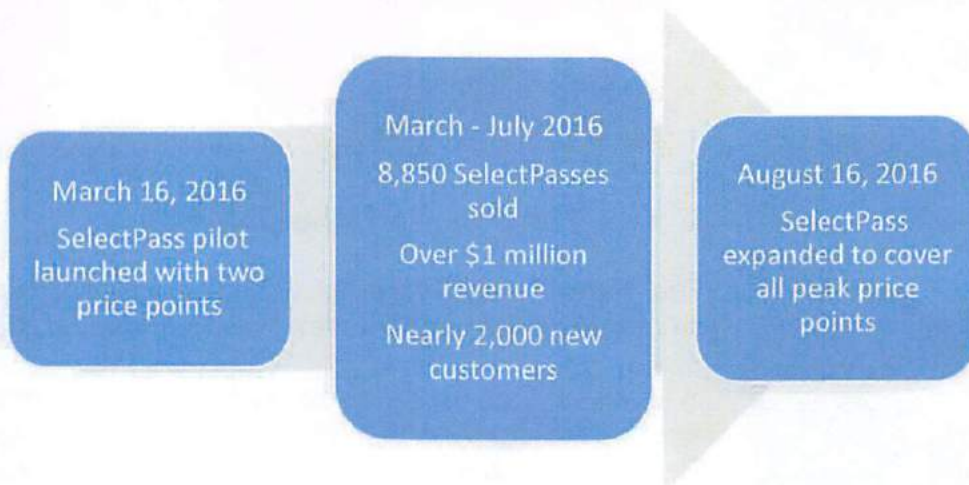 March 16, 2016
SelectPass pilot
launched with two
price points
March - July 2016
8,850 SelectPasses
sold
Over $1 million
revenue
Nearly 2,000 new
customers
August 16, 2016
SelectPass
expanded to cover
all peak price
points